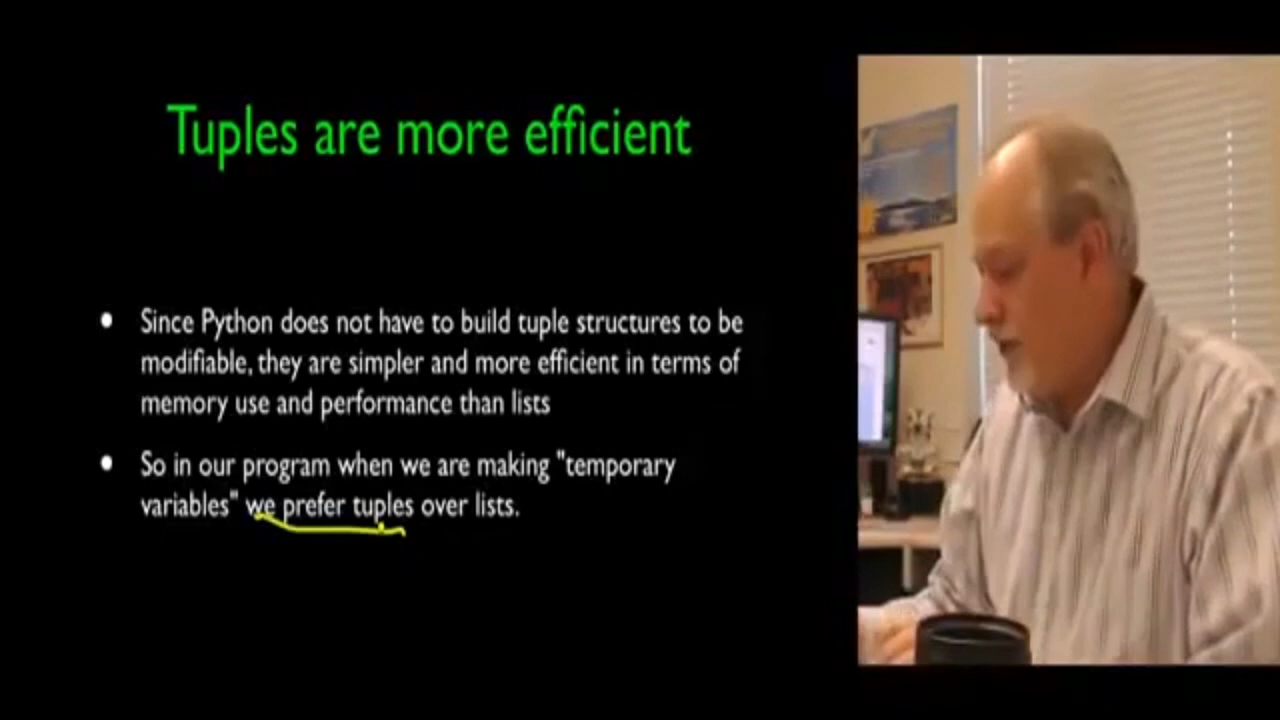 Tuples are more efficient
• Since Python does not have to build tuple structures to be
modifiable, they are simpler and more efficient in terms of
memory use and performance than lists
• So in our program when we are making "temporary
variables" we prefer tuples over lists.